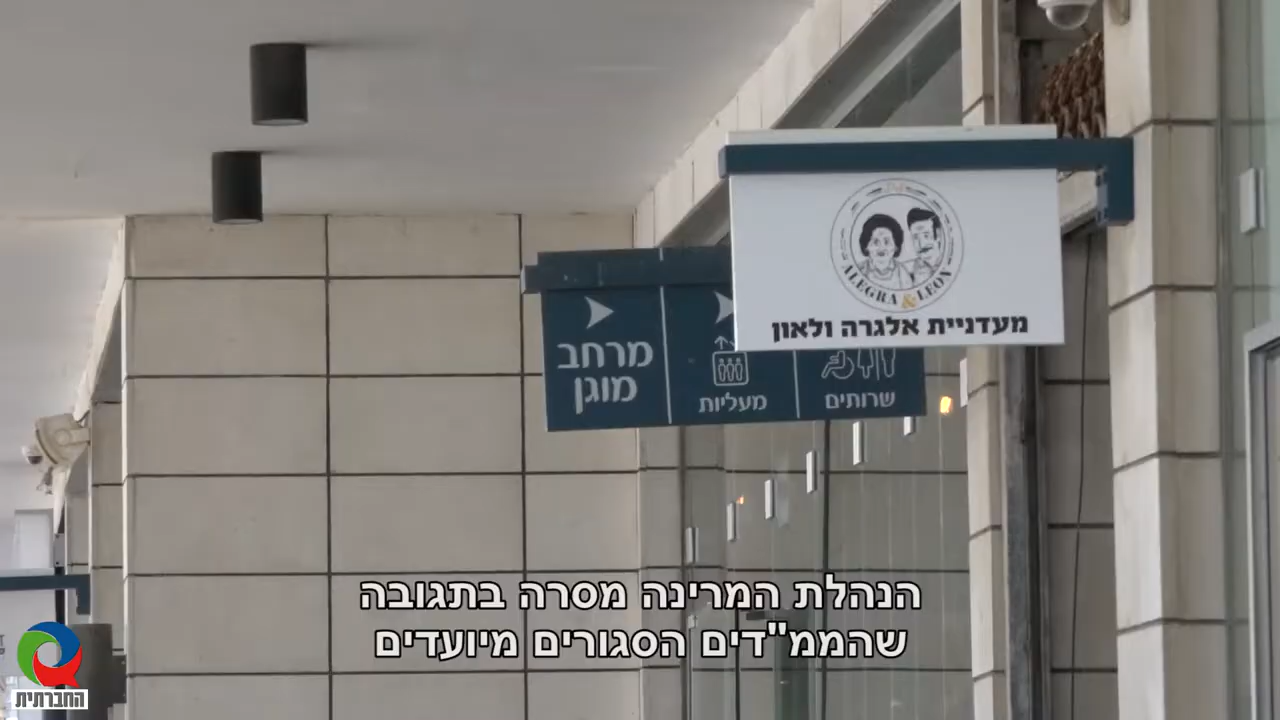 ALEGRA & LEON
מעדניית אלגרה ולאון
מרחב
מוגן
מעליות
שרותים
הנהלת המרינה מסרה בתגובה
שהממ"דים הסגורים מיועדים
החברתית